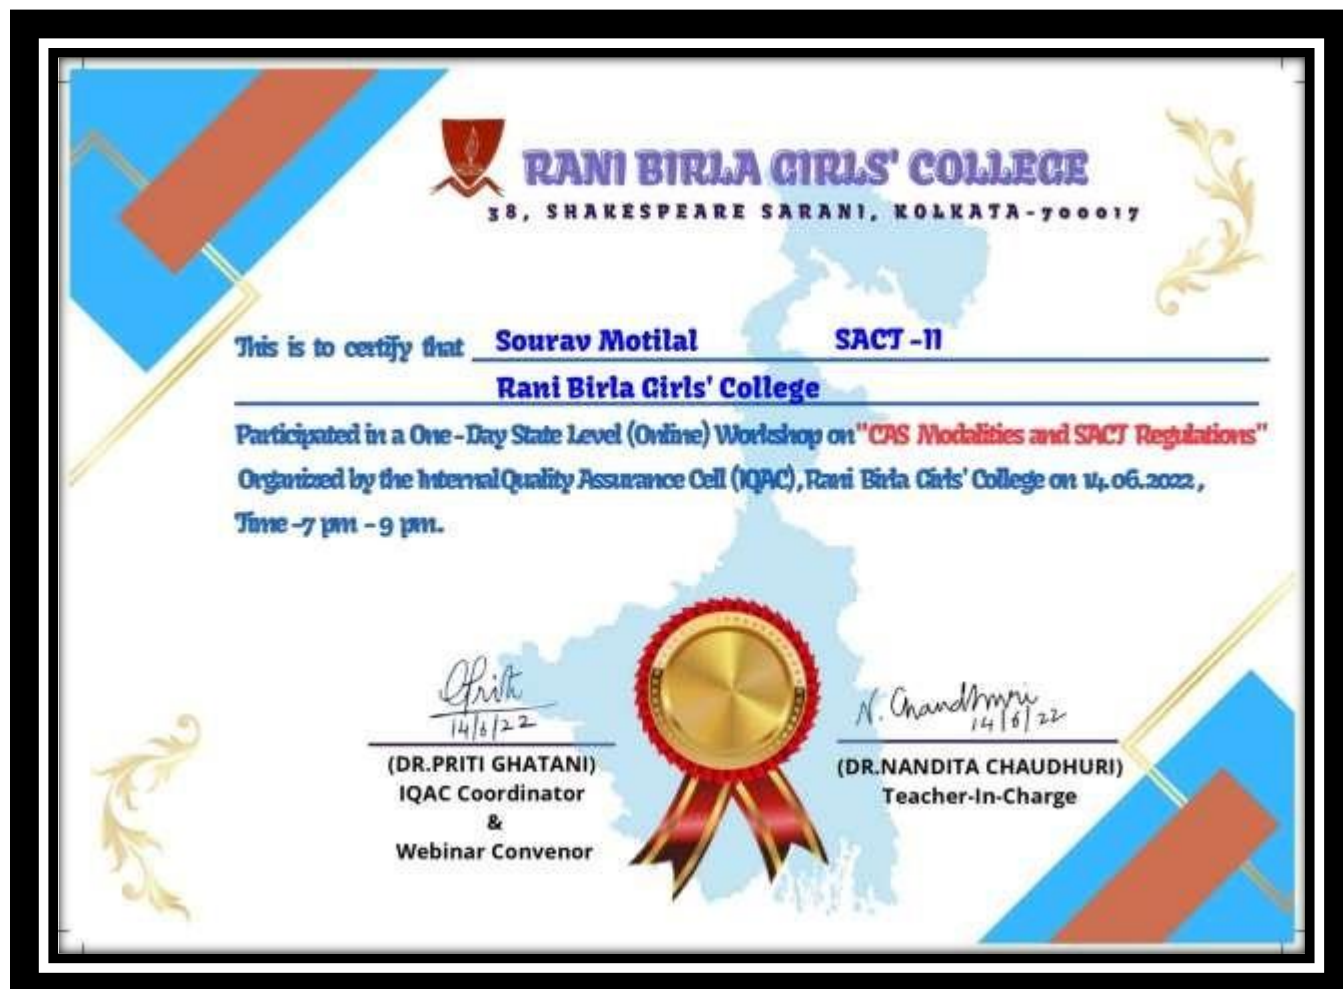 RANI BIRLA GIRLS' COLLEGE
38, SHAKESPEARE SARANI, KOLKATA-700017
This is to certify that Sourav Motilal SACT -II
Rani Birla Girls' College
Participated in a One-Day State Level (Online) Workshop on "CAS Modalities and SACT Regulations"
Organized by the Internal Quality Assurance Cell (IQAC), Rani Birla Girls' College on 14.06.2022,
Time -7 pm - 9 pm.
14/6/22
N. Chaudhuri
14/6/22
(DR.PRITI GHATANI)
IQAC Coordinator
&
Webinar Convenor
(DR.NANDITA CHAUDHURI)
Teacher-In-Charge